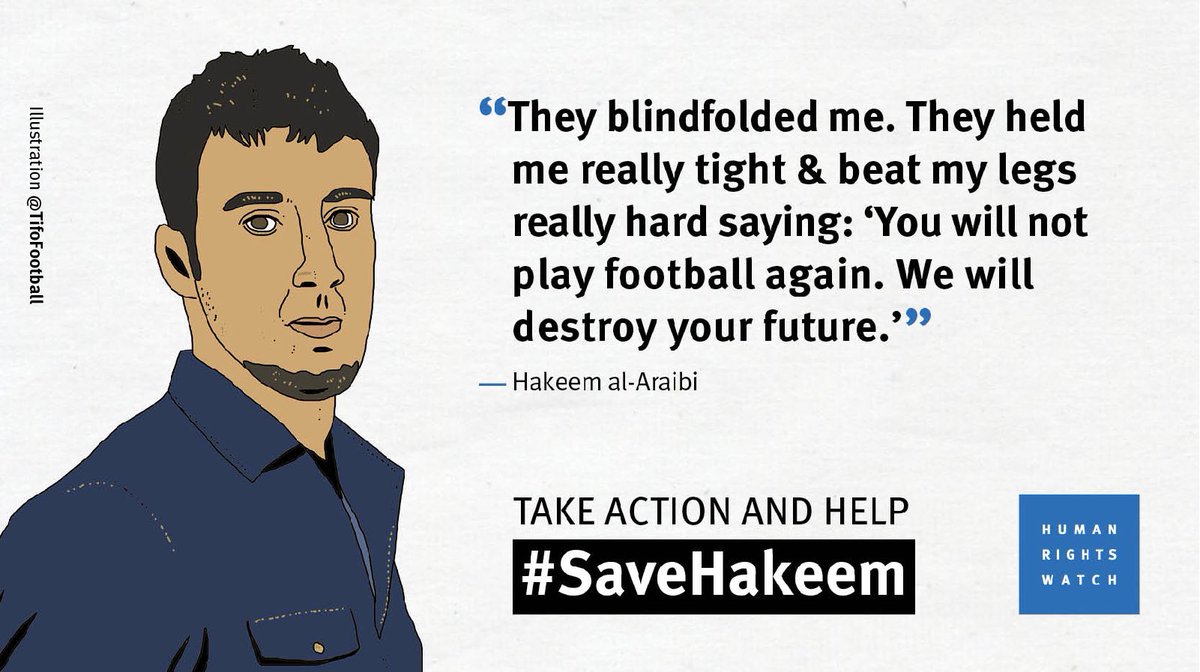 Illustration @TifoFootball
“They blindfolded me. They held
me really tight & beat my legs
really hard saying: ‘You will not
play football again. We will
destroy your future.’”
— Hakeem al-Araibi
TAKE ACTION AND HELP
#SaveHakeem
HUMAN
RIGHTS
WATCH